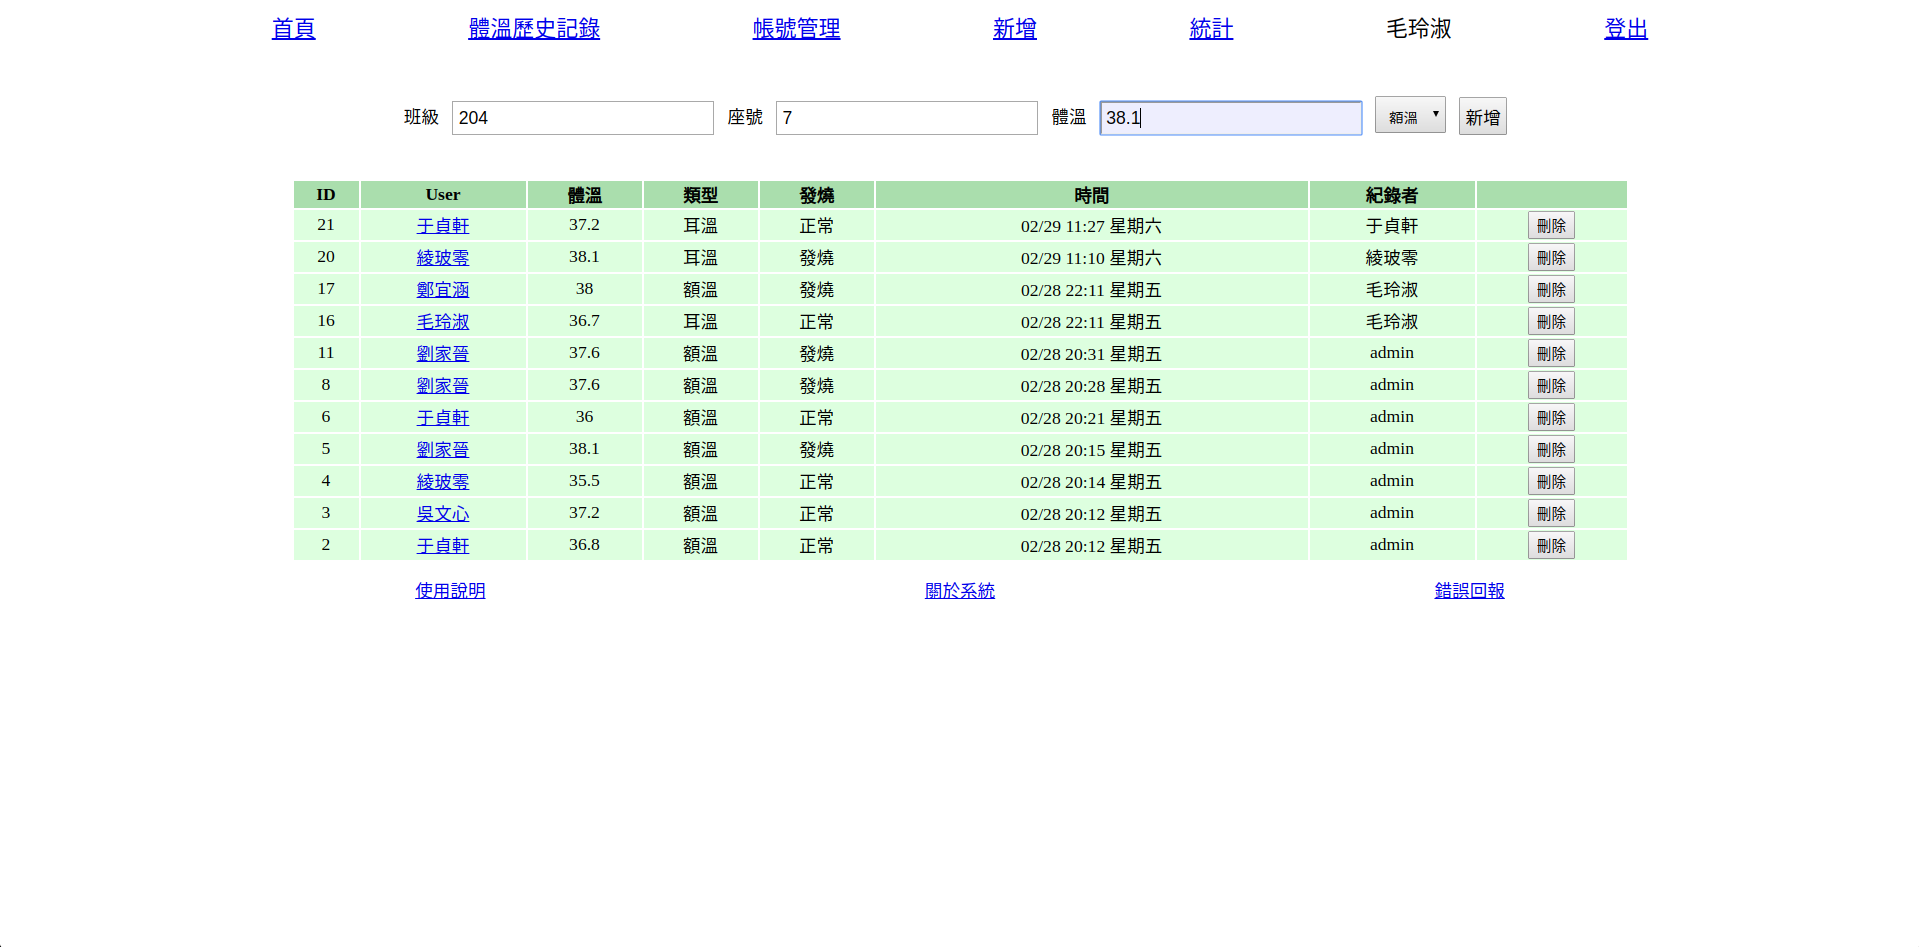 首頁 體溫歷史記錄 帳號管理 新增 統計 毛玲淑 登出
班級 204 座號 7 體溫 38.1 額溫 新增
ID User 體溫 類型 發燒 時間 紀錄者
21 于貞軒 37.2 耳溫 正常 02/29 11:27 星期六 于貞軒 刪除
20 綾玻零 38.1 耳溫 發燒 02/29 11:10 星期六 綾玻零 刪除
17 鄭宜涵 38 額溫 發燒 02/28 22:11 星期五 毛玲淑 刪除
16 毛玲淑 36.7 耳溫 正常 02/28 22:11 星期五 毛玲淑 刪除
11 劉家晉 37.6 額溫 發燒 02/28 20:31 星期五 admin 刪除
8 劉家晉 37.6 額溫 發燒 02/28 20:28 星期五 admin 刪除
6 于貞軒 36 額溫 正常 02/28 20:21 星期五 admin 刪除
5 劉家晉 38.1 額溫 發燒 02/28 20:15 星期五 admin 刪除
4 綾玻零 35.5 額溫 正常 02/28 20:14 星期五 admin 刪除
3 吳文心 37.2 額溫 正常 02/28 20:12 星期五 admin 刪除
2 于貞軒 36.8 額溫 正常 02/28 20:12 星期五 admin 刪除
使用說明 關於系統 錯誤回報